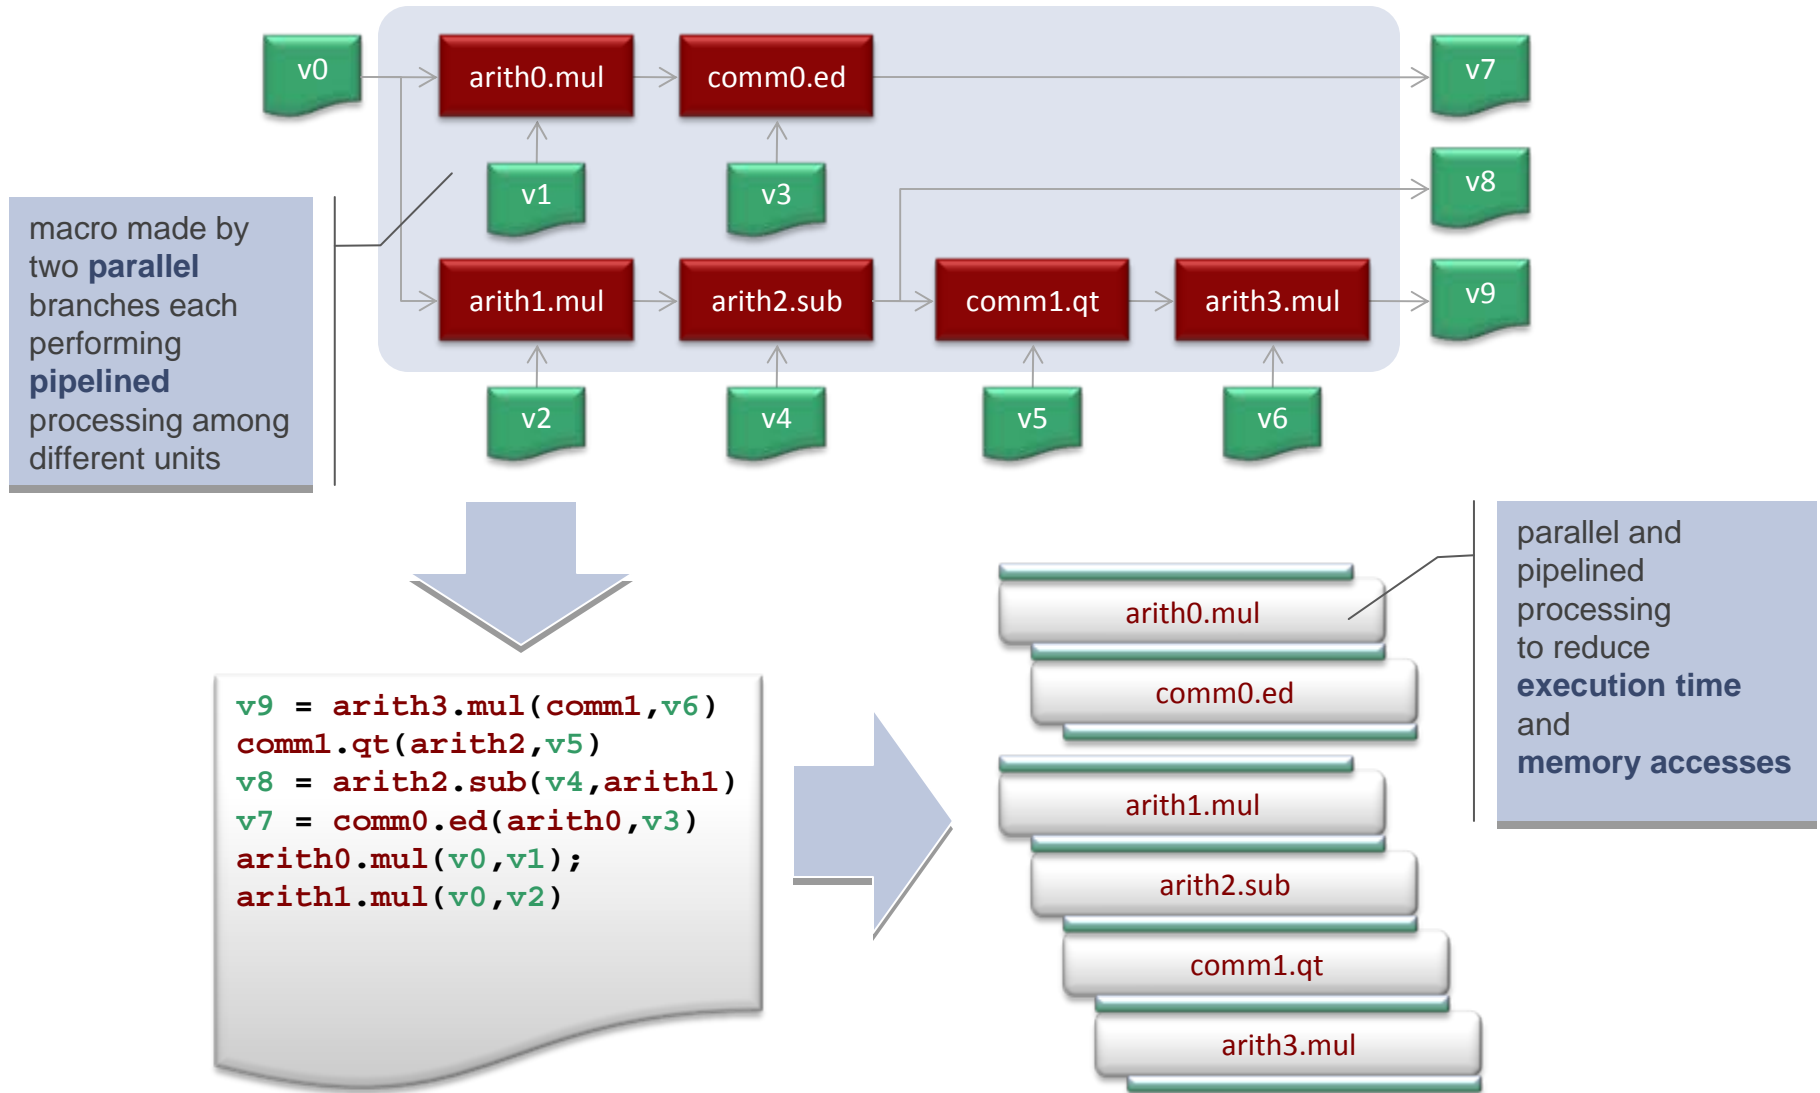 v0
arith0.mul
comm0.ed
v7
v1
v3
v8
macro made by
two parallel
branches each
performing
pipelined
processing among
different units
arith1.mul
arith2.sub
comm1.qt
arith3.mul
v9
v2
v4
v5
v6
parallel and
pipelined
processing
to reduce
execution time
and
memory accesses
v9 = arith3.mul(comm1,v6)
comm1.qt(arith2,v5)
v8 = arith2.sub(v4,arith1)
v7 = comm0.ed(arith0,v3)
arith0.mul(v0,v1);
arith1.mul(v0,v2)
arith0.mul
comm0.ed
arith1.mul
arith2.sub
comm1.qt
arith3.mul